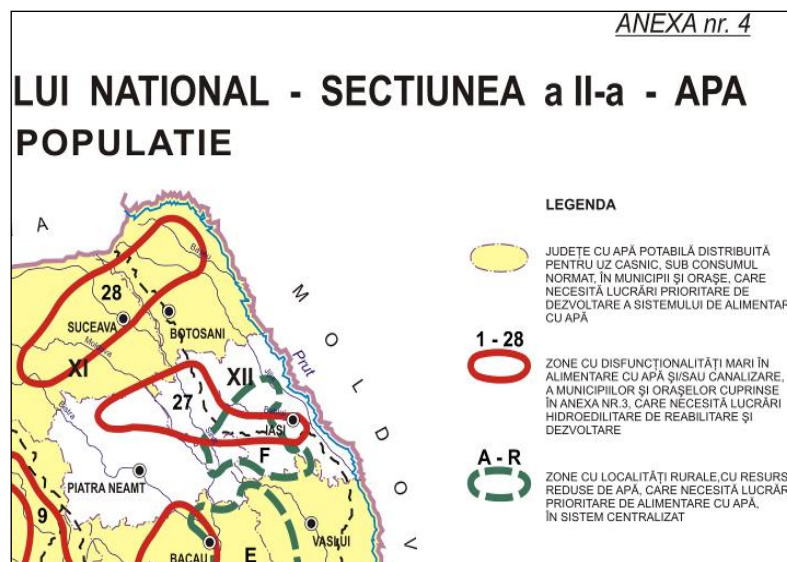 ANEXA nr. 4
LUI NATIONAL - SECTIUNEA a II-a - APA
POPULATIE
LEGENDA
JUDEȚE CU APĂ POTABILĂ DISTRIBUITĂ
PENTRU UZ CASNIC, SUB CONSUMUL
NORMAT, ÎN MUNICIPII ȘI ORAȘE, CARE
NECESITĂ LUCRĂRI PRIORITARE DE
DEZVOLTARE A SISTEMULUI DE ALIMENTAR
CU APĂ
1 - 28
ZONE CU DISFUNCȚIONALITĂȚI MARI ÎN
ALIMENTARE CU APĂ ȘI/SAU CANALIZARE,
A MUNICIPIILOR ȘI ORAȘELOR CUPRINSE
ÎN ANEXA NR.3, CARE NECESITĂ LUCRĂRI
HIDROEDILITARE DE REABILITARE ȘI
DEZVOLTARE
A - R
ZONE CU LOCALITĂȚI RURALE,CU RESURS
REDUSE DE APĂ, CARE NECESITĂ LUCRĂR
PRIORITARE DE ALIMENTARE CU APĂ,
ÎN SISTEM CENTRALIZAT
A
M O L D O V
28
SUCEAVA
BOTOSANI
Moldova
XI
XII
Prut
27
Bistra
IASI
F
PIATRA NEAMT
9
VASLUI
BACAU
E